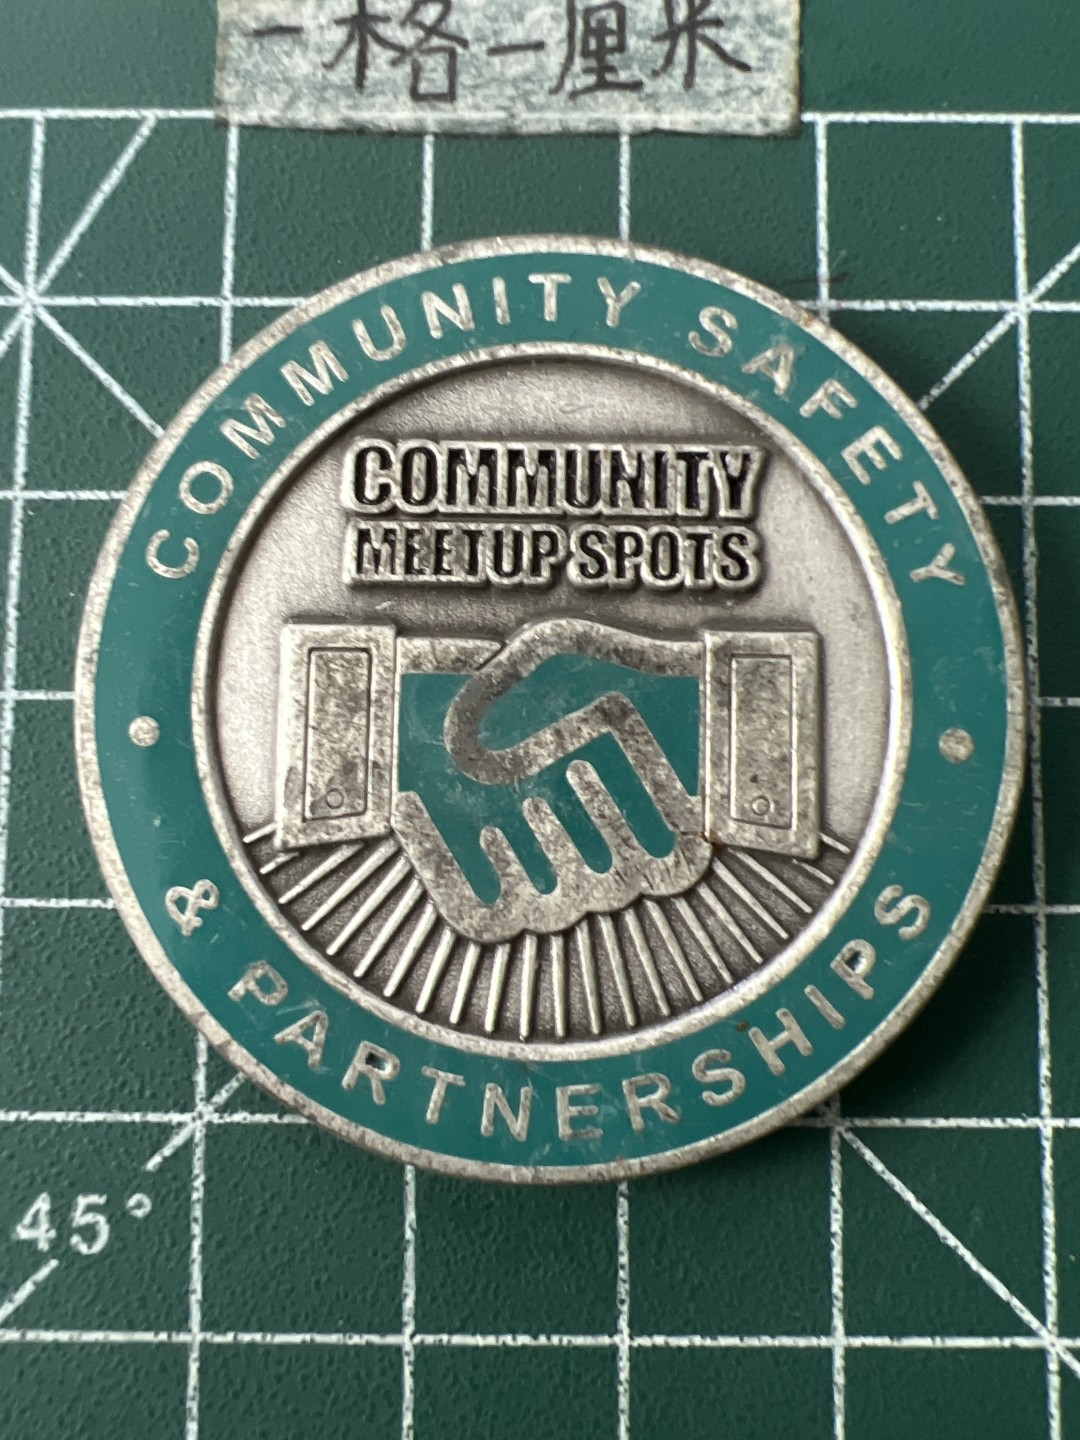 一格一厘米
COMMUNITY SAFETY
COMMUNITY
MEETUP SPOTS
& PARTNERSHIPS
45°